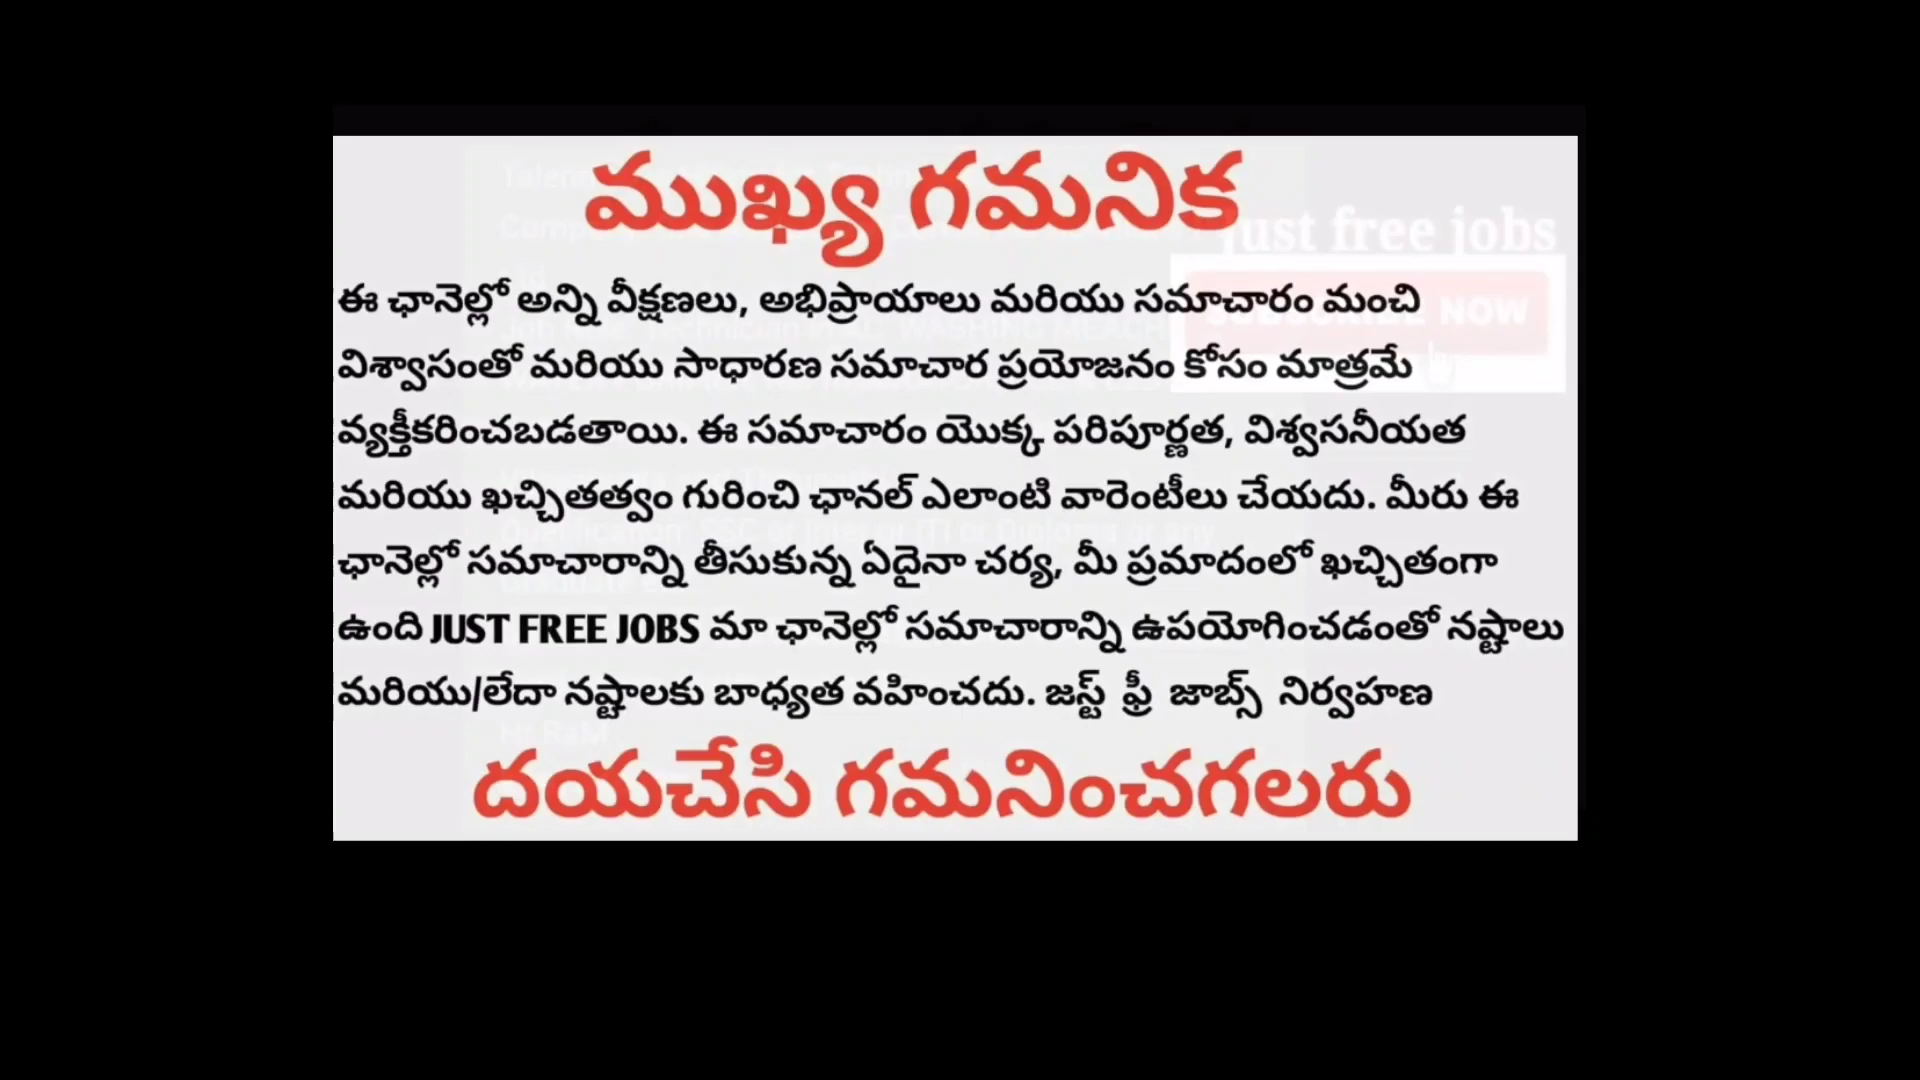 ముఖ్య గమనిక
just free jobs
NOW
ఈ ఛానెల్లో అన్ని వీక్షణలు, అభిప్రాయాలు మరియు సమాచారం మంచి
విశ్వాసంతో మరియు సాధారణ సమాచార ప్రయోజనం కోసం మాత్రమే
వ్యక్తీకరించబడతాయి. ఈ సమాచారం యొక్క పరిపూర్ణత, విశ్వసనీయత
మరియు ఖచ్చితత్వం గురించి ఛానల్ ఎలాంటి వారెంటీలు చేయదు. మీరు ఈ
ఛానెల్లో సమాచారాన్ని తీసుకున్న ఏదైనా చర్య, మీ ప్రమాదంలో ఖచ్చితంగా
ఉంది JUST FREE JOBS మా ఛానెల్లో సమాచారాన్ని ఉపయోగించడంతో నష్టాలు
మరియు/లేదా నష్టాలకు బాధ్యత వహించదు. జస్ట్ ఫ్రీ జాబ్స్ నిర్వహణ
దయచేసి గమనించగలరు